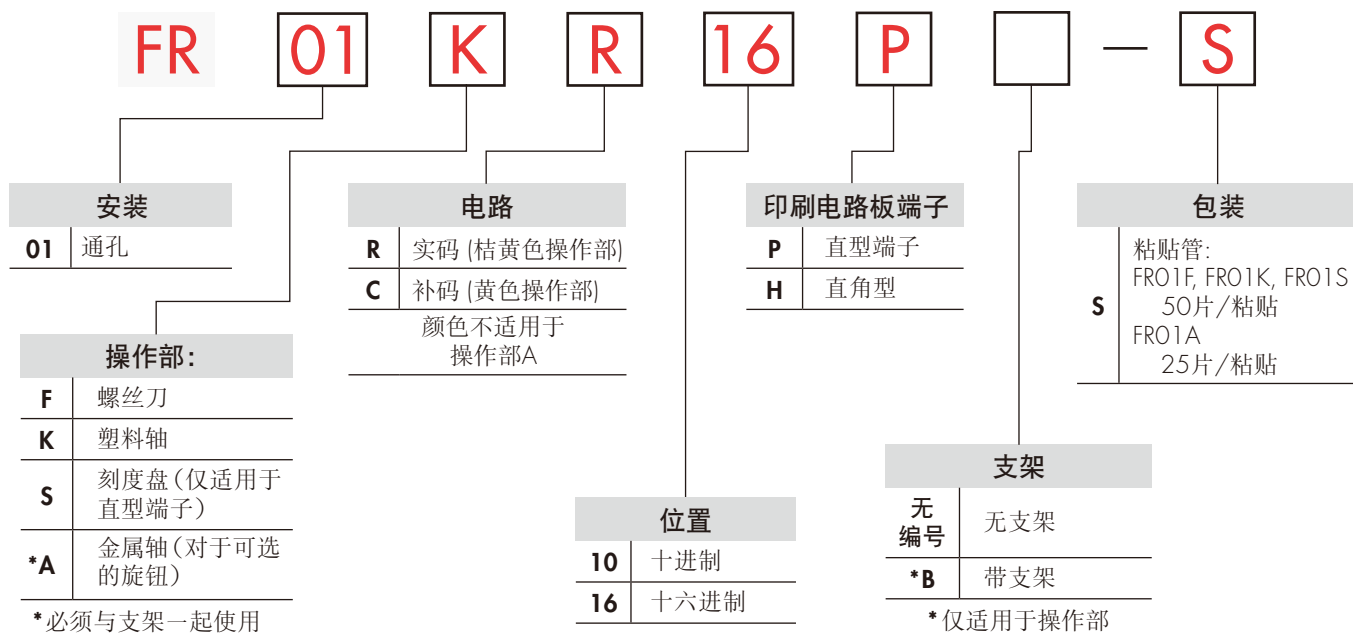 FR 01 K R 16 P — S
安装
01 通孔
操作部:
F 螺丝刀
K 塑料轴
S 刻度盘(仅适用于
直型端子)
*A 金属轴(对于可选
的旋钮)
*必须与支架一起使用
电路
R 实码 (桔黄色操作部)
C 补码 (黄色操作部)
颜色不适用于
操作部A
位置
10 十进制
16 十六进制
印刷电路板端子
P 直型端子
H 直角型
支架
无
编号 无支架
*B 带支架
*仅适用于操作部
包装
S 粘贴管:
FR01F, FR01K, FR01S
50片/粘贴
FR01A
25片/粘贴